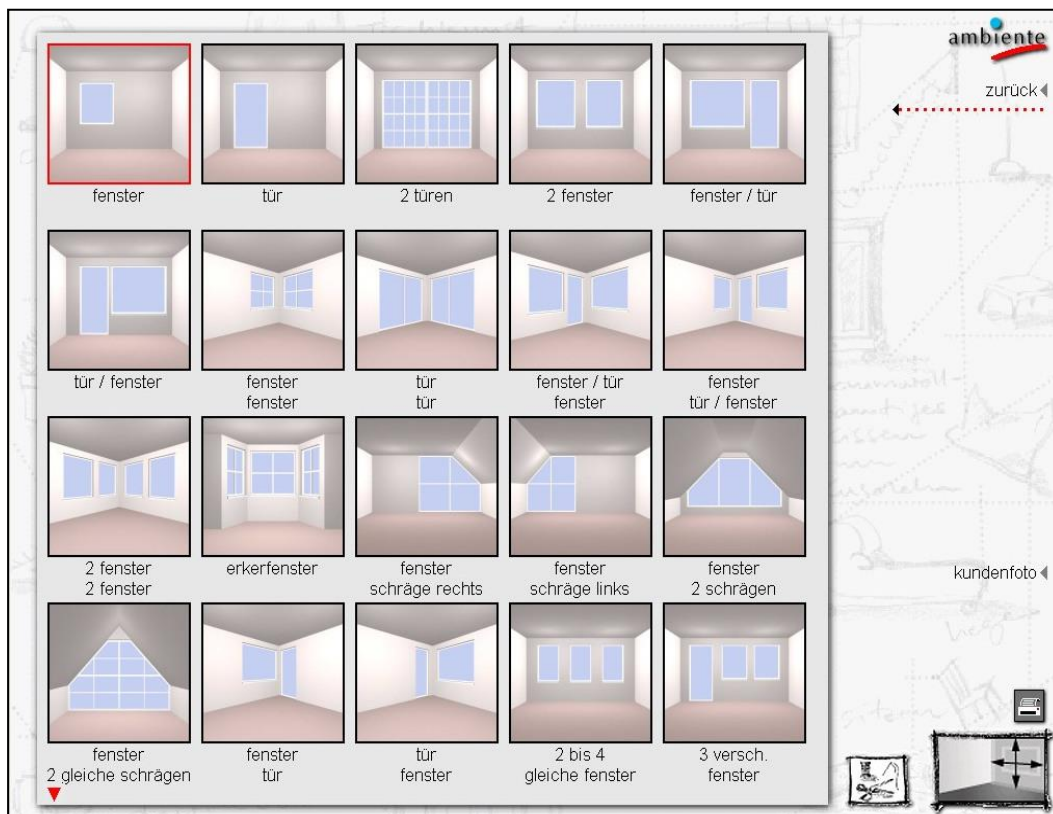 ambiente
zurück
fenster
tür
2 türen
2 fenster
fenster / tür
tür / fenster
fenster
fenster
tür
tür
fenster / tür
fenster
fenster
tür / fenster
2 fenster
2 fenster
erkerfenster
fenster
schräge rechts
fenster
schräge links
fenster
2 schrägen
kundenfoto
fenster
2 gleiche schrägen
fenster
tür
tür
fenster
2 bis 4
gleiche fenster
3 versch.
fenster